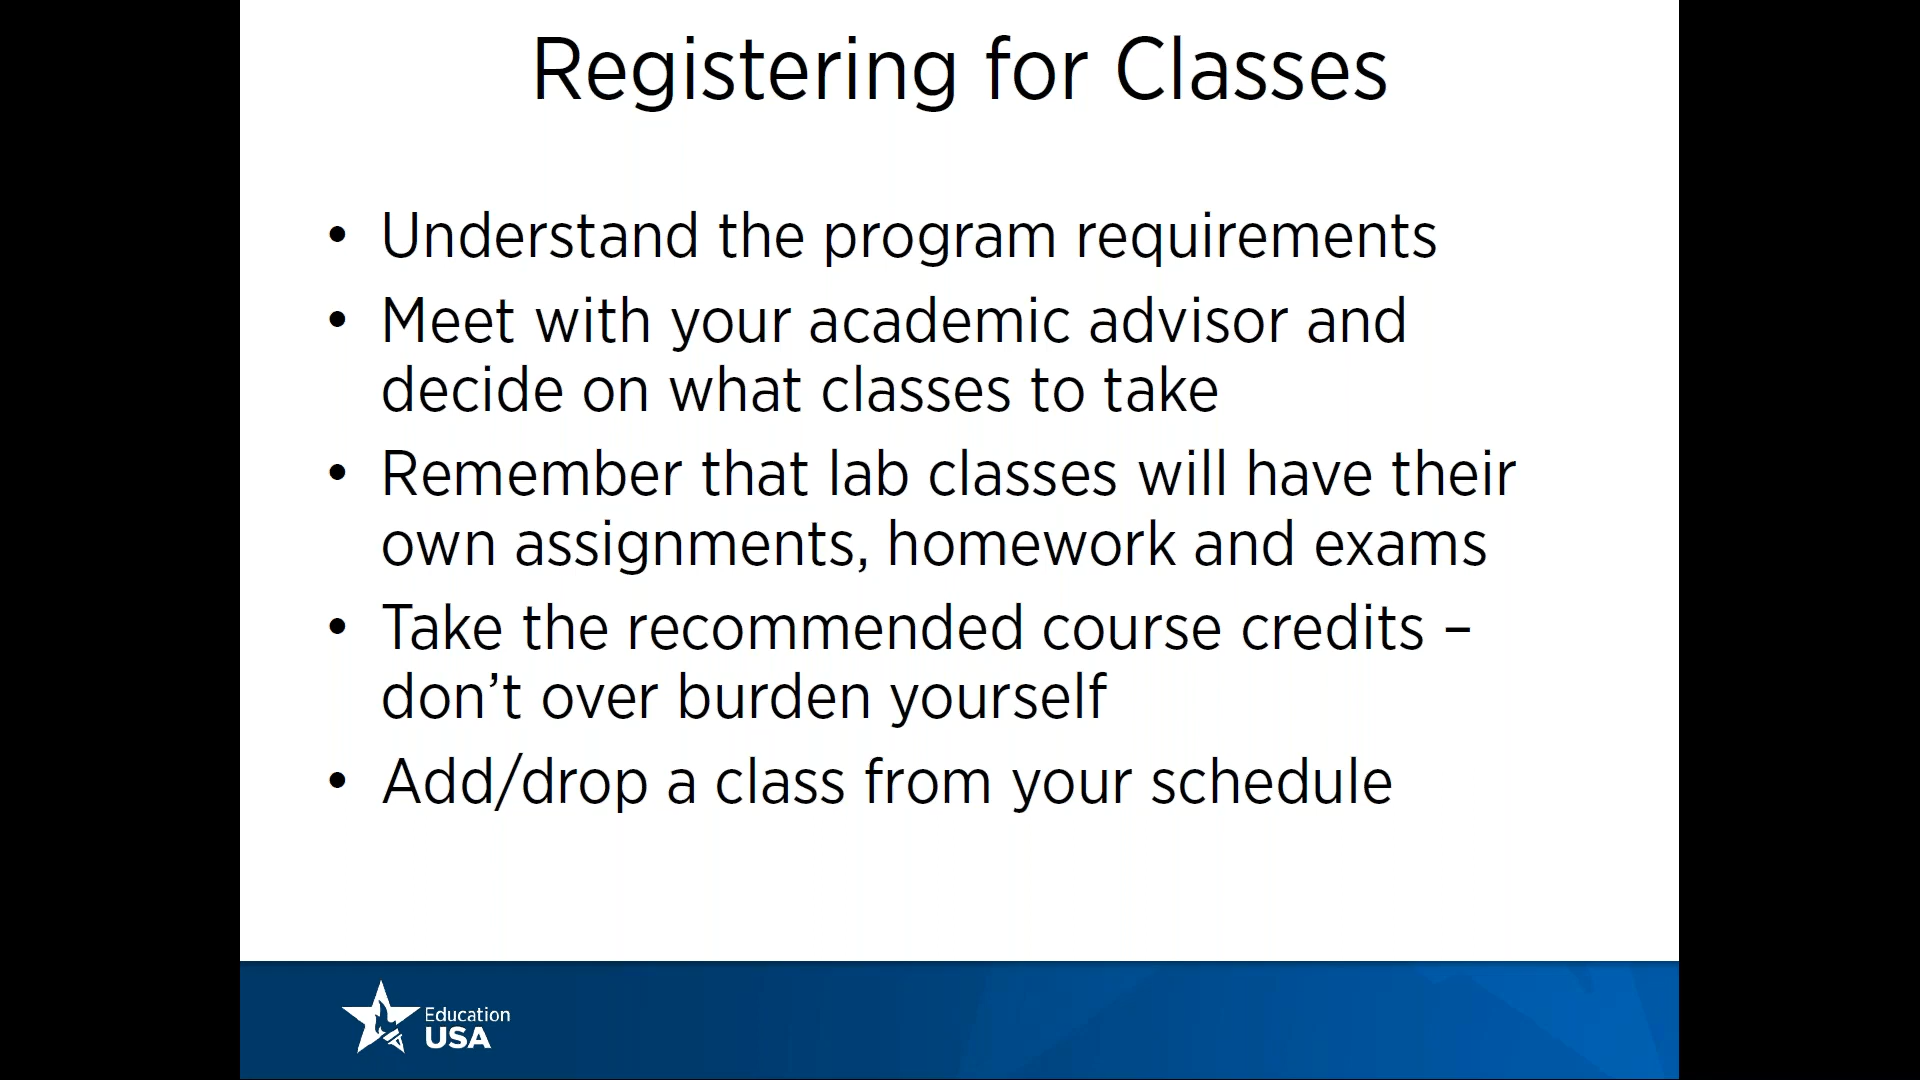 Registering for Classes
• Understand the program requirements
• Meet with your academic advisor and
decide on what classes to take
• Remember that lab classes will have their
own assignments, homework and exams
• Take the recommended course credits –
don’t over burden yourself
• Add/drop a class from your schedule
Education
USA